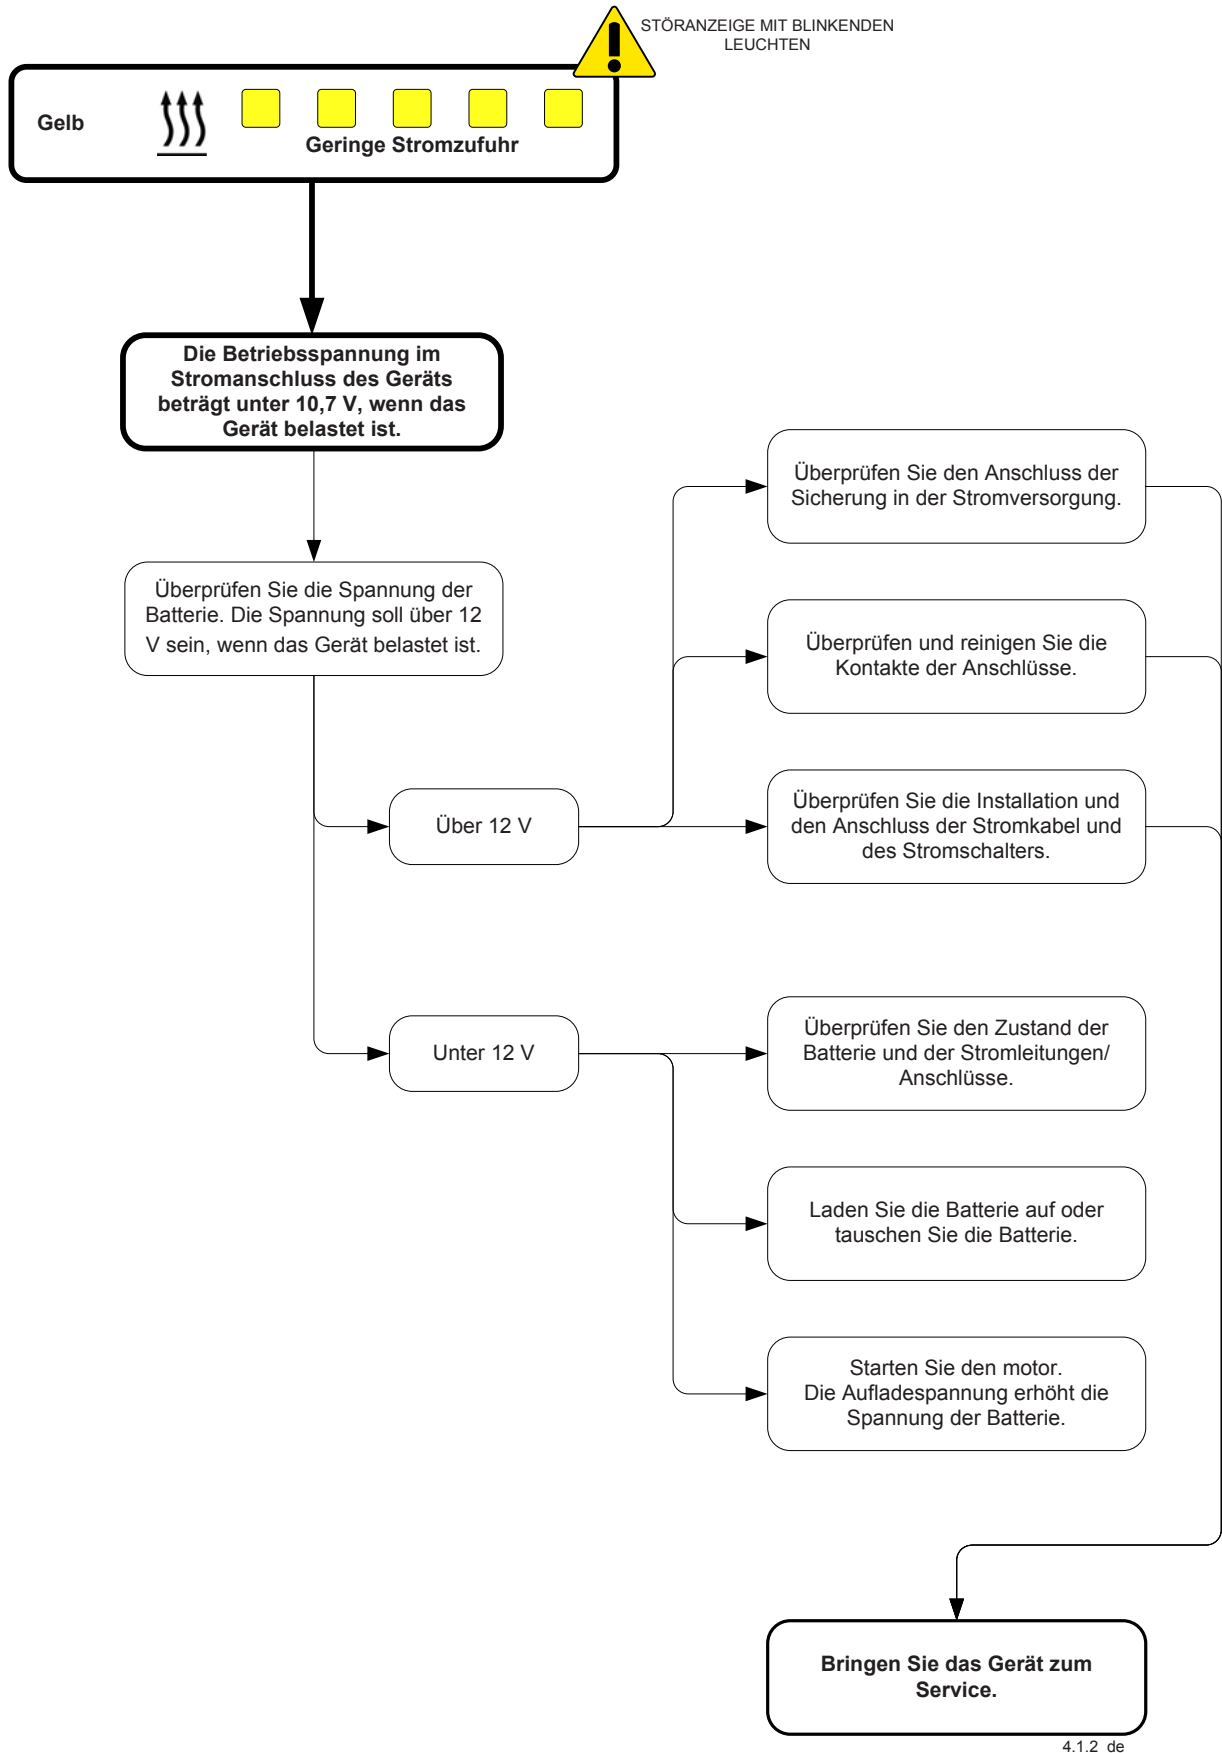 STÖRANZEIGE MIT BLINKENDEN
LEUCHTEN
Gelb
Geringe Stromzufuhr
Die Betriebsspannung im
Stromanschluss des Geräts
beträgt unter 10,7 V, wenn das
Gerät belastet ist.
Überprüfen Sie den Anschluss der
Sicherung in der Stromversorgung.
Überprüfen Sie die Spannung der
Batterie. Die Spannung soll über 12
V sein, wenn das Gerät belastet ist.
Überprüfen und reinigen Sie die
Kontakte der Anschlüsse.
Über 12 V
Überprüfen Sie die Installation und
den Anschluss der Stromkabel und
des Stromschalters.
Unter 12 V
Überprüfen Sie den Zustand der
Batterie und der Stromleitungen/
Anschlüsse.
Laden Sie die Batterie auf oder
tauschen Sie die Batterie.
Starten Sie den motor.
Die Aufladespannung erhöht die
Spannung der Batterie.
Bringen Sie das Gerät zum
Service.
4.1.2_de